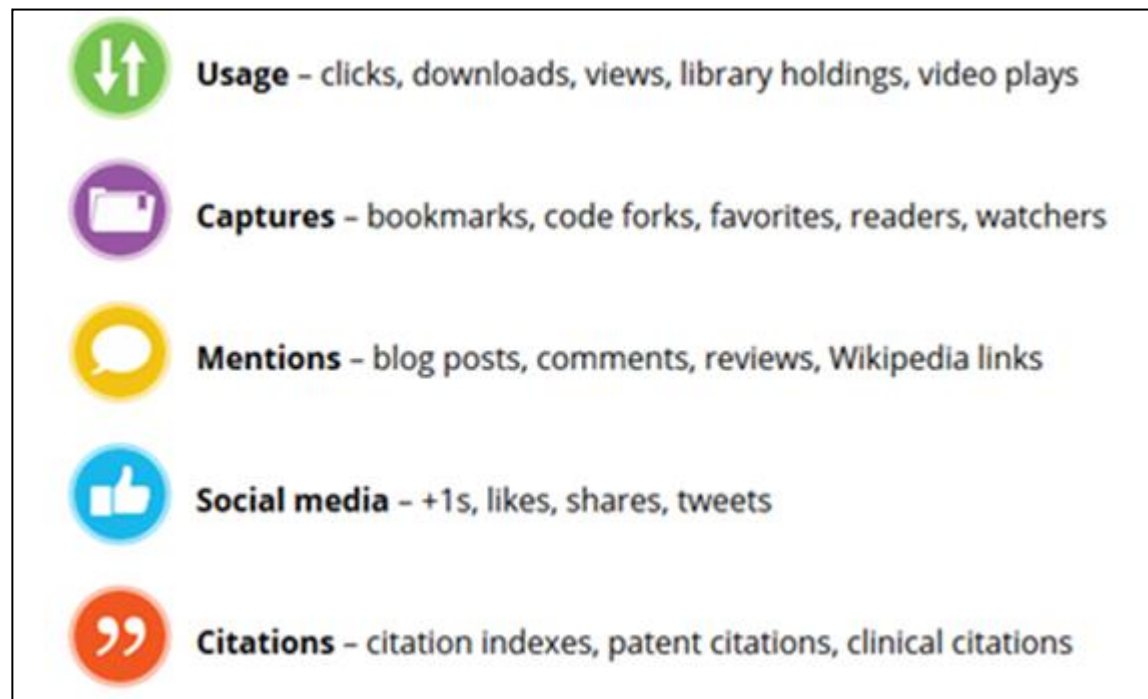 Usage – clicks, downloads, views, library holdings, video plays
Captures – bookmarks, code forks, favorites, readers, watchers
Mentions – blog posts, comments, reviews, Wikipedia links
Social media – +1s, likes, shares, tweets
Citations – citation indexes, patent citations, clinical citations